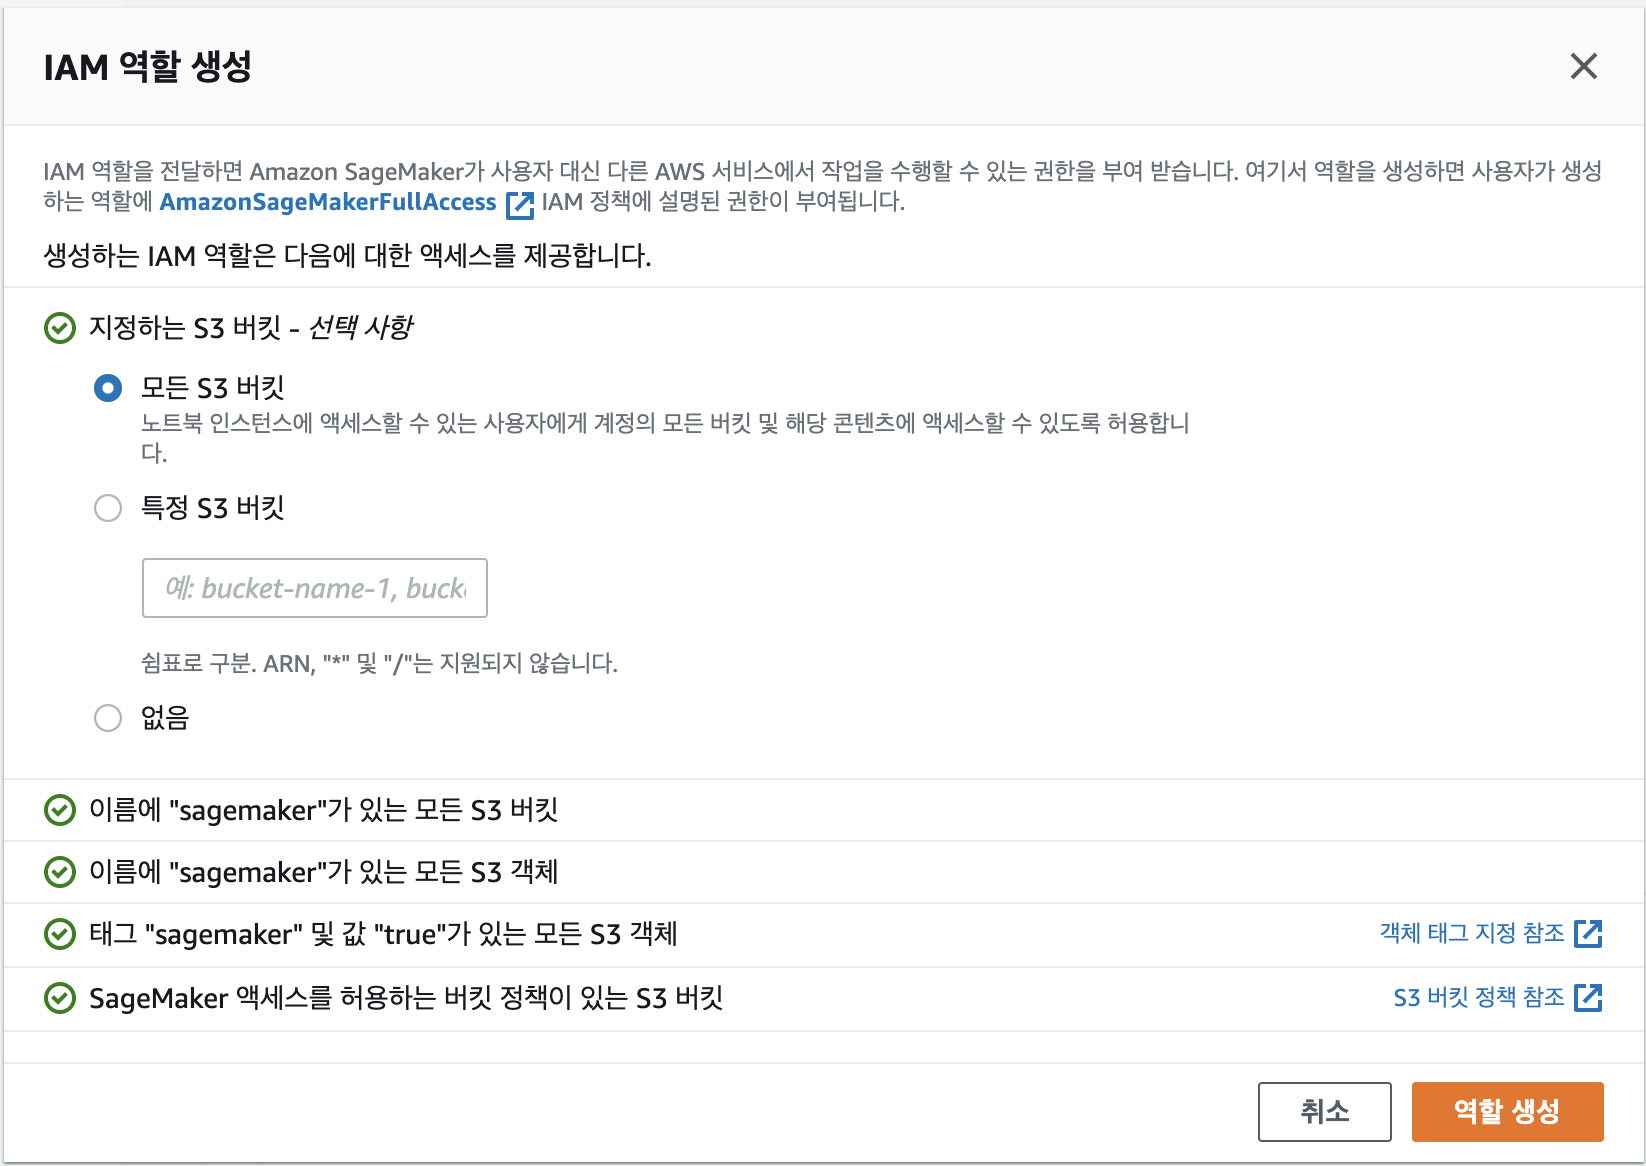 IAM 역할 생성
IAM 역할을 전달하면 Amazon SageMaker가 사용자 대신 다른 AWS 서비스에서 작업을 수행할 수 있는 권한을 부여 받습니다. 여기서 역할을 생성하면 사용자가 생성
하는 역할에 AmazonSageMakerFullAccess IAM 정책에 설명된 권한이 부여됩니다.
생성하는 IAM 역할은 다음에 대한 액세스를 제공합니다.
지정하는 S3 버킷 - 선택 사항
모든 S3 버킷
노트북 인스턴스에 액세스할 수 있는 사용자에게 계정의 모든 버킷 및 해당 콘텐츠에 액세스할 수 있도록 허용합니
다.
특정 S3 버킷
예: bucket-name-1, buck
쉼표로 구분. ARN, "*" 및 "/"는 지원되지 않습니다.
없음
이름에 "sagemaker"가 있는 모든 S3 버킷
이름에 "sagemaker"가 있는 모든 S3 객체
태그 "sagemaker" 및 값 "true"가 있는 모든 S3 객체 객체 태그 지정 참조
SageMaker 액세스를 허용하는 버킷 정책이 있는 S3 버킷 S3 버킷 정책 참조
취소 역할 생성